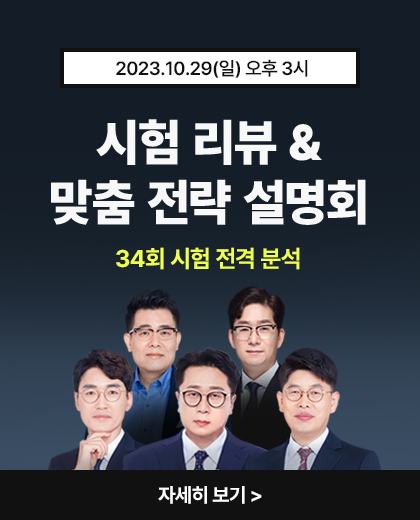 2023.10.29(일) 오후 3시
시험 리뷰 &
맞춤 전략 설명회
34회 시험 전격 분석
자세히 보기 >